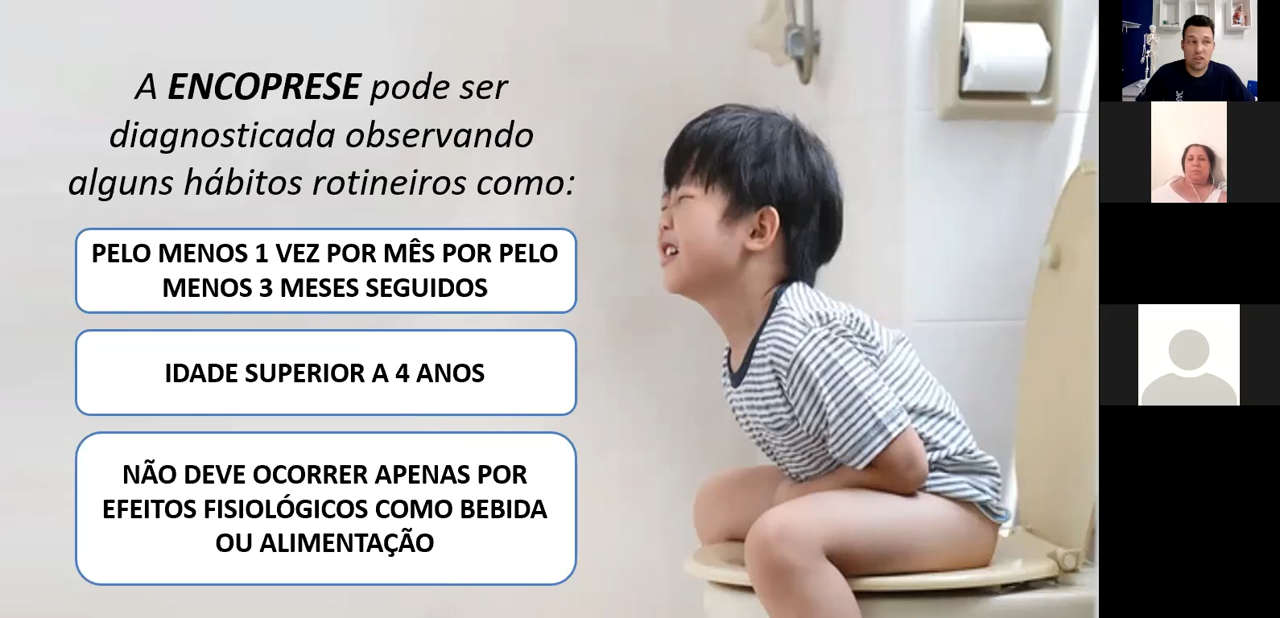 A ENCOPRESE pode ser
diagnosticada observando
alguns hábitos rotineiros como:
PELO MENOS 1 VEZ POR MÊS POR PELO
MENOS 3 MESES SEGUIDOS
IDADE SUPERIOR A 4 ANOS
NÃO DEVE OCORRER APENAS POR
EFEITOS FISIOLÓGICOS COMO BEBIDA
OU ALIMENTAÇÃO